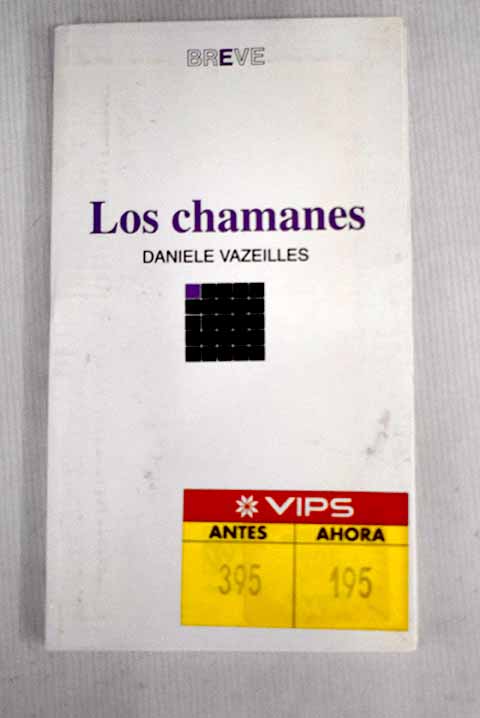 BREVE
Los chamanes
DANIELE VAZEILLES
VIPS
ANTES AHORA
395 195